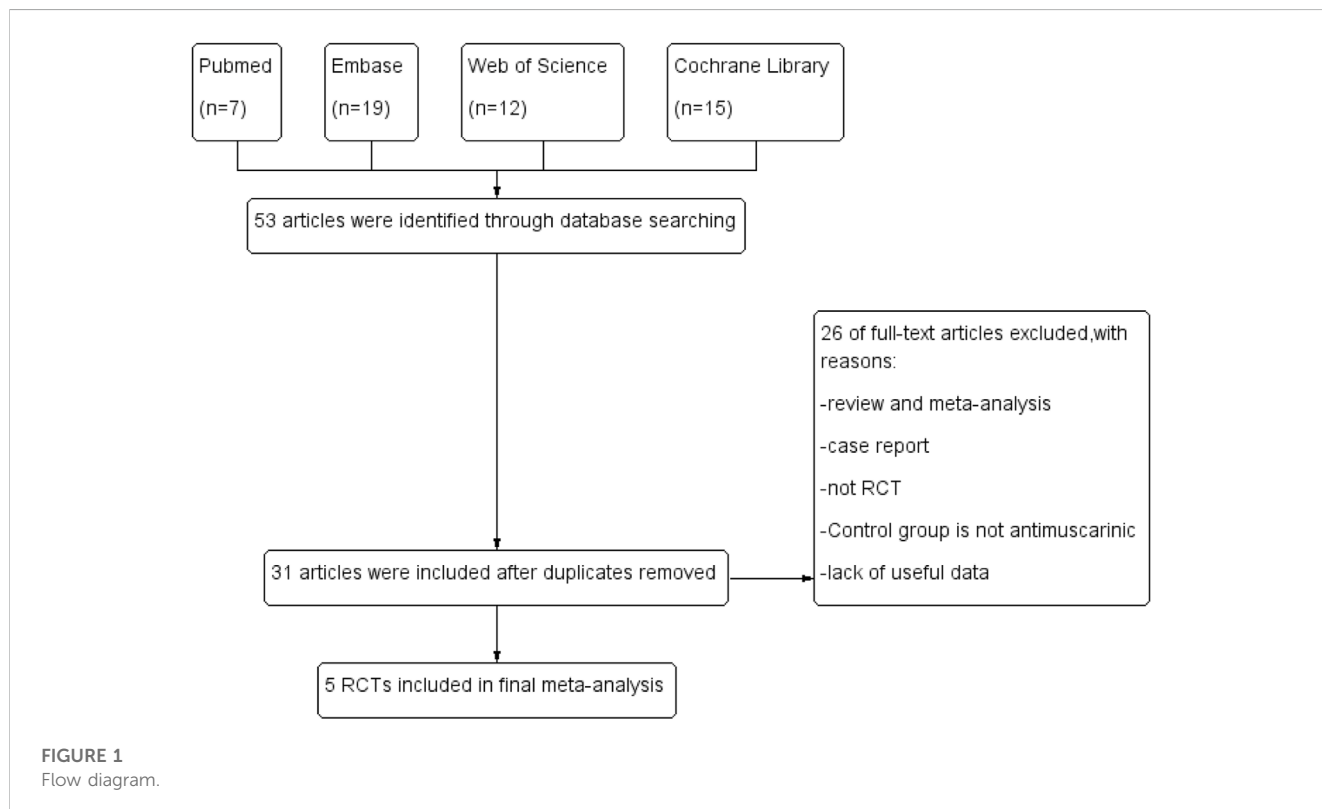 Pubmed
(n=7)
Embase
(n=19)
Web of Science
(n=12)
Cochrane Library
(n=15)
53 articles were identified through database searching
26 of full-text articles excluded,with
reasons:
-review and meta-analysis
-case report
-not RCT
-Control group is not antimuscarinic
-lack of useful data
31 articles were included after duplicates removed
5 RCTs included in final meta-analysis
FIGURE 1
Flow diagram.